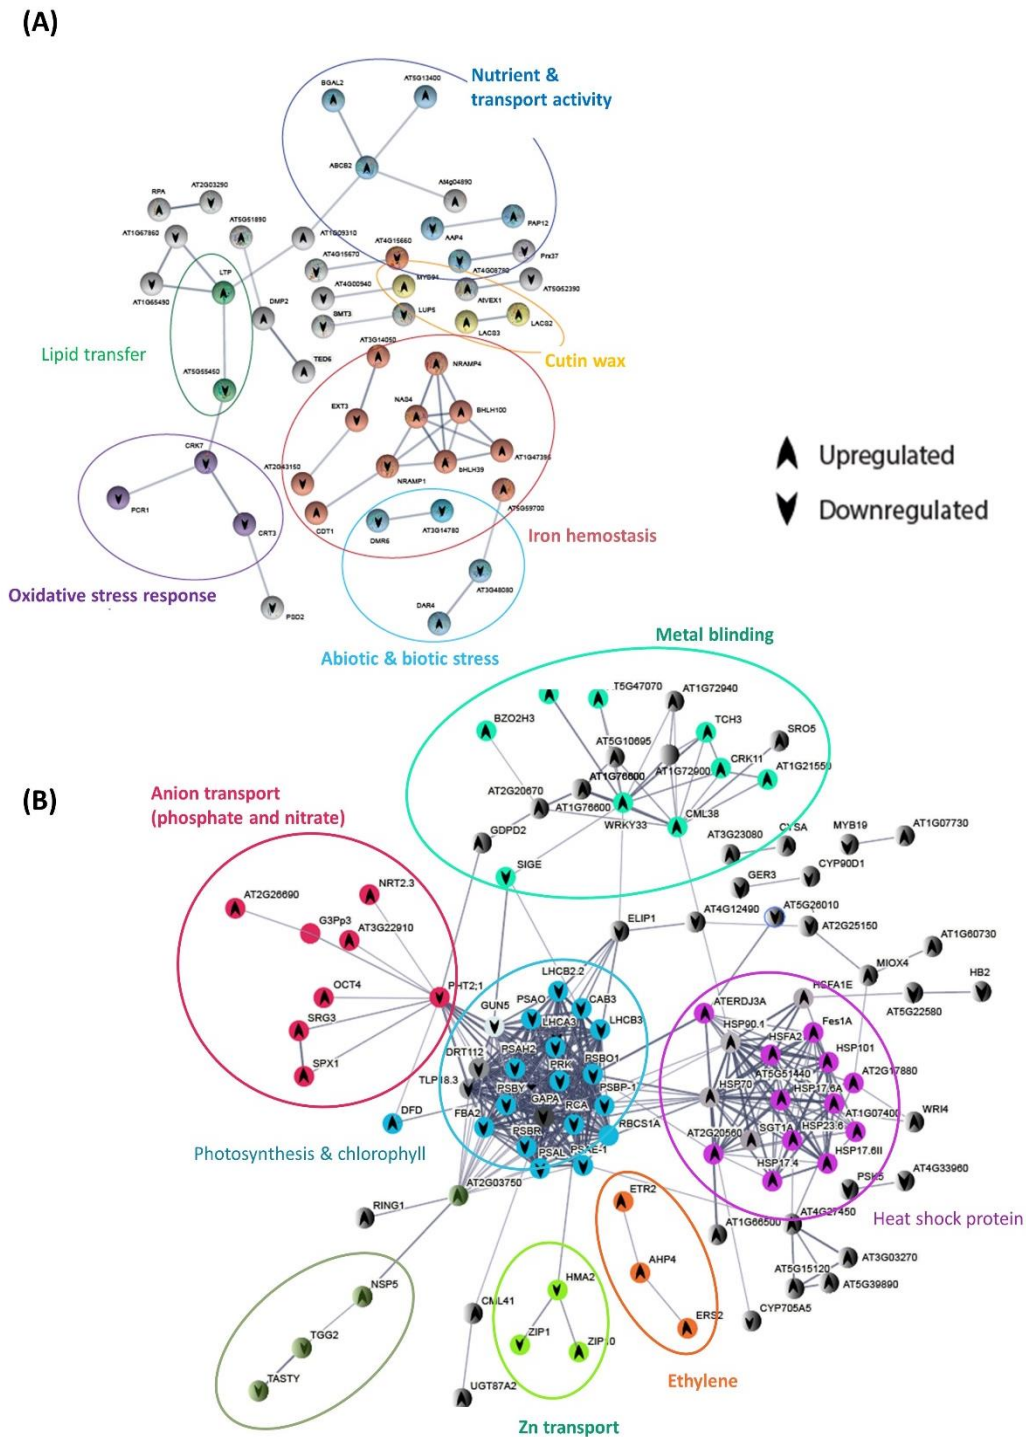 (A)
Nutrient &
transport activity
BGAL2
AT5G13400
ABCB2
At4g04890
RPA
AT2G03290
AT1G67860
AT5G51890
AT1G09310
AAP4
PAP12
AT4G15660
AT4G15670
AT4G08780
Prx37
LTP
AT1G65490
AT4G00940
MYB94
AtVEX1
AT5G52390
DMP2
SMT3
LUP5
LACS3
LACS2
Lipid transfer
Cutin wax
AT3G14050
TED6
NRAMP4
AT5G55450
EXT3
NAS4
BHLH100
CRK7
BHLH39
AT1G47395
AT2G43150
NRAMP1
PCR1
CDT1
AT5G59700
CRT3
DMR6
AT3G14780
Iron hemostasis
Oxidative stress response
AT3G48080
DAR4
PSD2
Abiotic & biotic stress
Upregulated
Downregulated
Metal blinding
(B)
T5G47070
AT1G72940
BZO2H3
TCH3
SRO5
AT5G10695
CRK11
AT1G76600
AT1G72900
AT1G21550
AT2G20670
AT1G76600
WRKY33
CML38
Anion transport
(phosphate and nitrate)
GDPD2
AT3G23080
CYSA
MYB19
AT1G07730
SIGE
GER3
CYP90D1
AT2G26690
NRT2.3
G3Pp3
AT3G22910
ELIP1
AT4G12490
AT5G26010
AT2G25150
AT1G60730
MIOX4
OCT4
PHT2;1
LHCB2.2
HSFA1E
HB2
GUN5
PSAO
CAB3
ATERDJ3A
AT5G22580
SRG3
LHCA3
LHCB3
HSP90.1
Fes1A
SPX1
DRT112
PSAH2
HSFA2
HSP101
PRK
PSBO1
AT5G51440
AT2G17880
TLP18.3
PSBY
PSBP-1
HSP70
HSP17.6A
GAPA
AT1G07400
DFD
FBA2
RCA
RBCS1A
AT2G20560
SGT1A
HSP23.6
WRI4
PSBR
HSP17.6II
Photosynthesis & chlorophyll
PSAL
PSAE-1
HSP17.4
AT2G03750
PSK5
AT4G33960
RING1
ETR2
AT1G66500
AT4G27450
Heat shock protein
AT3G03270
AHP4
AT5G15120
AT5G39890
NSP5
CML41
HMA2
CYP705A5
TGG2
ZIP1
ZIP10
ERS2
TASTY
Ethylene
UGT87A2
Zn transport